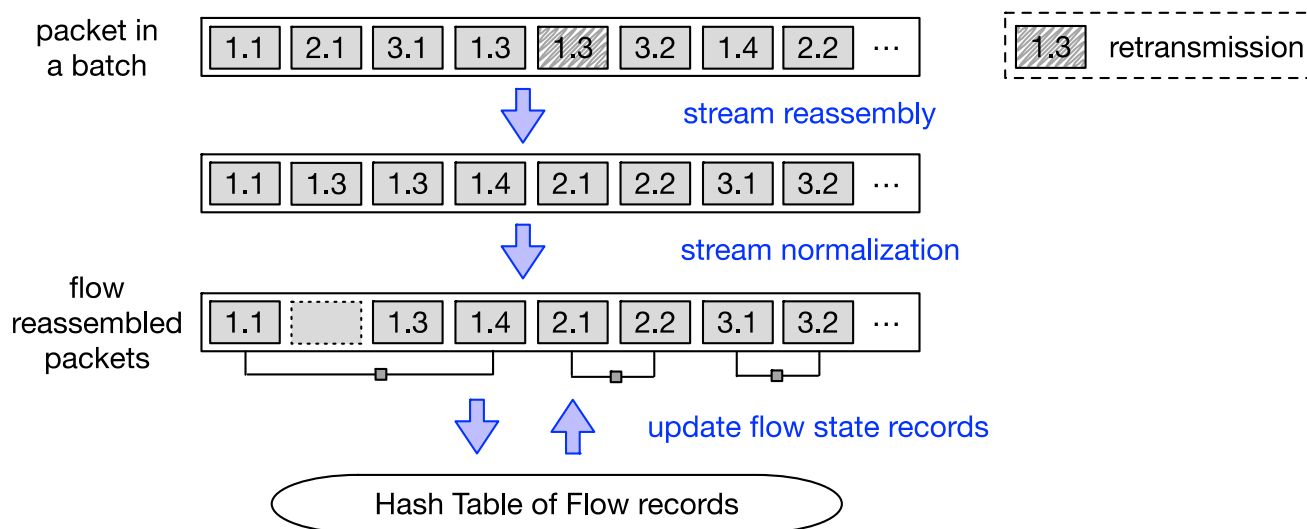 packet in
a batch
1.1 2.1 3.1 1.3 1.3 3.2 1.4 2.2 ...
1.3 retransmission
stream reassembly
1.1 1.3 1.3 1.4 2.1 2.2 3.1 3.2 ...
stream normalization
flow
reassembled
packets
1.1 1.3 1.4 2.1 2.2 3.1 3.2 ...
update flow state records
Hash Table of Flow records